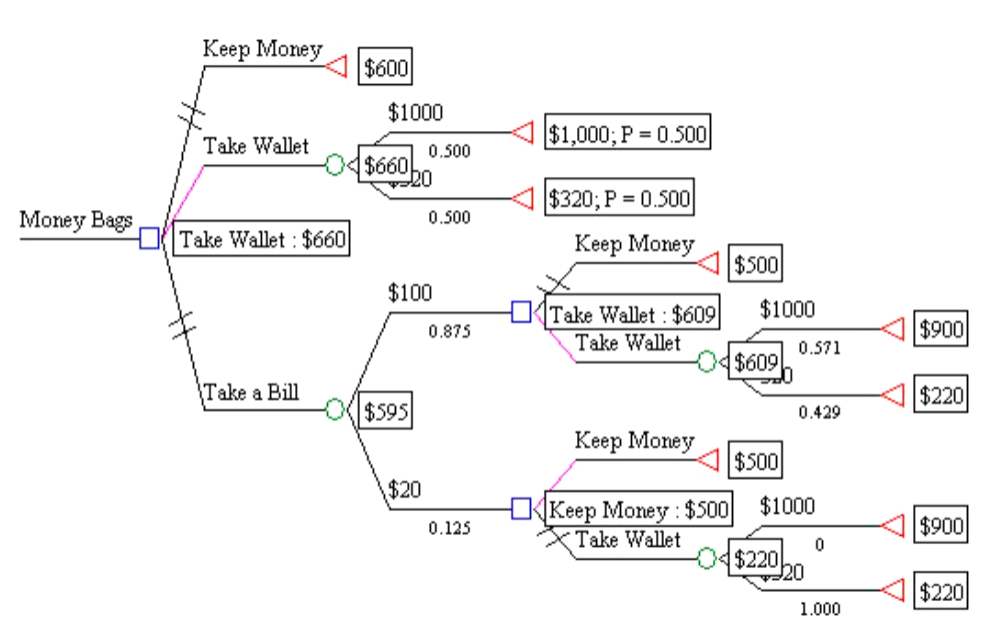 Keep Money
$600
$1000
$1,000; P = 0.500
Take Wallet
0.500
$660
20
$320; P = 0.500
0.500
Money Bags
Take Wallet : $660
Keep Money
$500
$100
$1000
Take Wallet : $609
$900
0.875
Take Wallet
0.571
$609
20
Take a Bill
$220
$595
0.429
Keep Money
$500
$20
$1000
Keep Money : $500
$900
0.125
Take Wallet
0
$220
20
$220
1.000